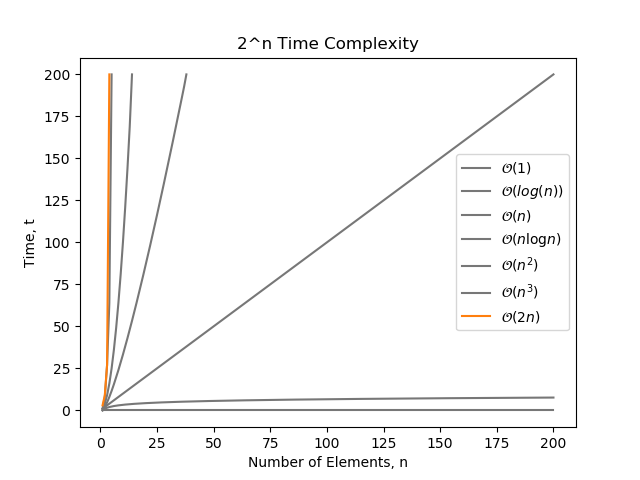 2^n Time Complexity
Time, t
200
175
150
125
100
75
50
25
0
𝒪(1)
𝒪(log(n))
𝒪(n)
𝒪(nlogn)
𝒪(n²)
𝒪(n³)
𝒪(2n)
0 25 50 75 100 125 150 175 200
Number of Elements, n